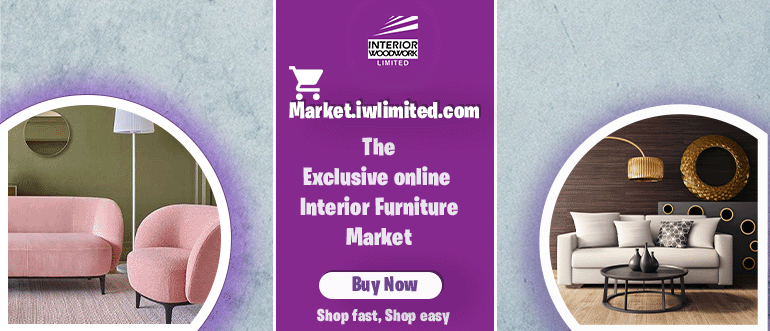 INTERIOR
WOODWORK
LIMITED
Market.iwlimited.com
The
Exclusive online
Interior Furniture
Market
Buy Now
Shop fast, Shop easy